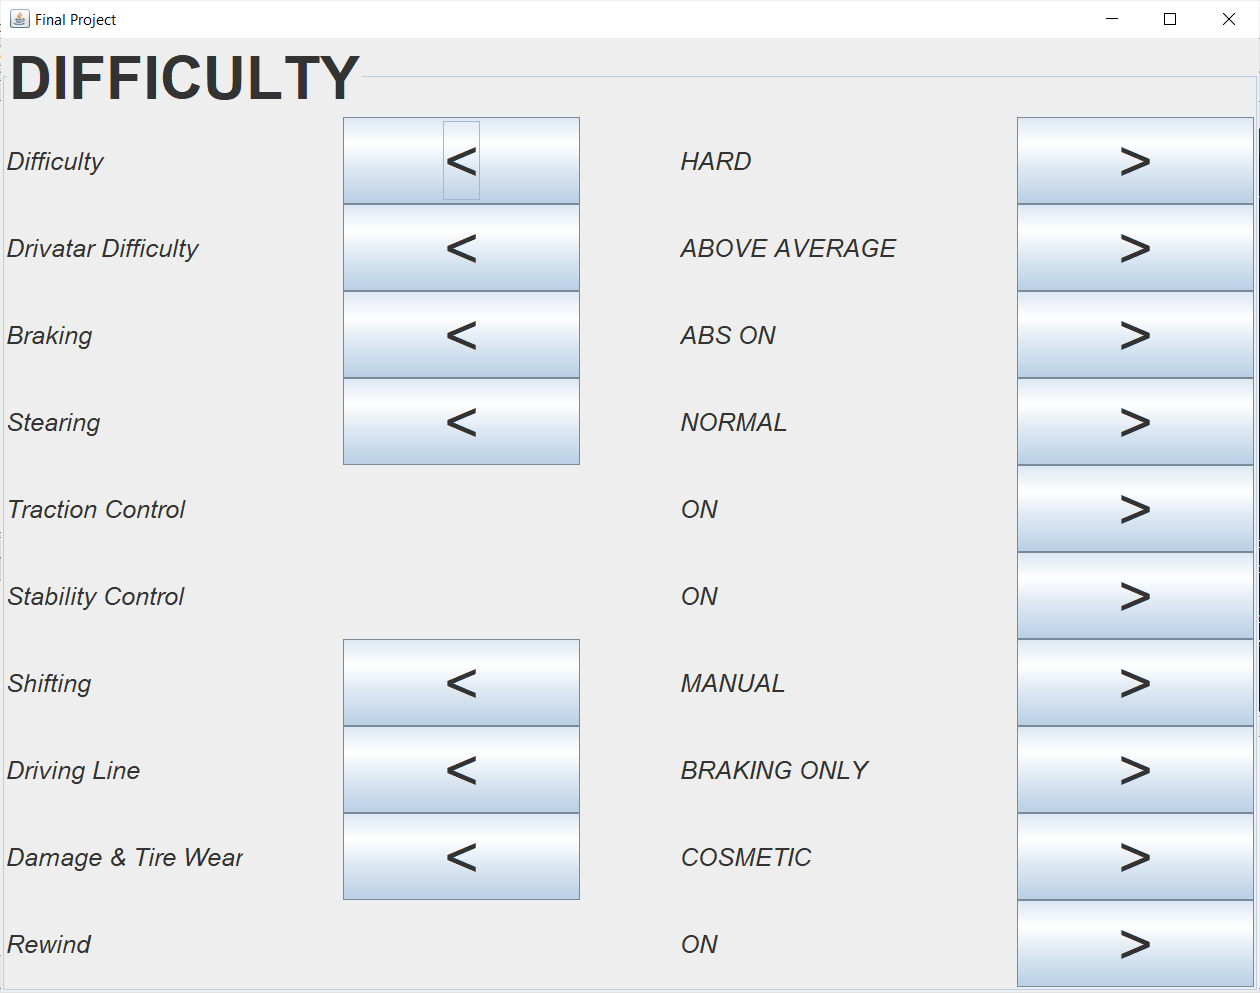 Final Project
DIFFICULTY
Difficulty < HARD >
Drivatar Difficulty < ABOVE AVERAGE >
Braking < ABS ON >
Stearing < NORMAL >
Traction Control ON >
Stability Control ON >
Shifting < MANUAL >
Driving Line < BRAKING ONLY >
Damage & Tire Wear < COSMETIC >
Rewind ON >